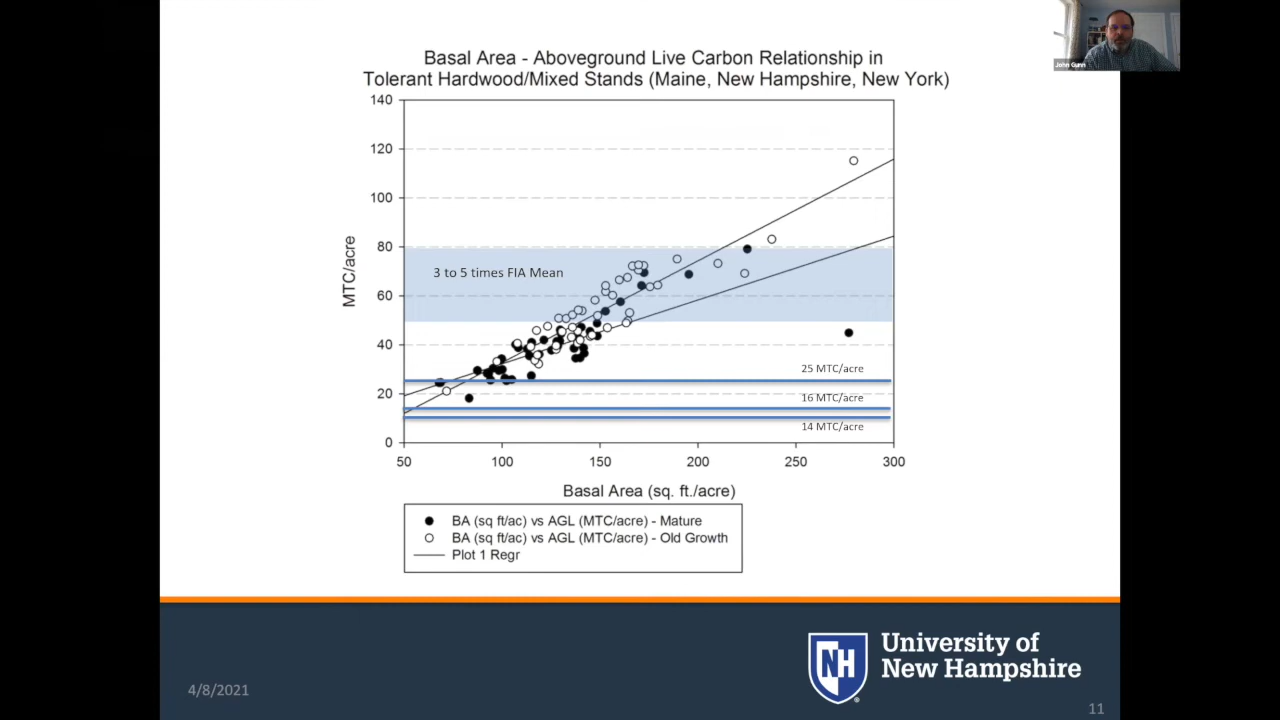 John Gunn
Basal Area - Aboveground Live Carbon Relationship in
Tolerant Hardwood/Mixed Stands (Maine, New Hampshire, New York)
140
120
100
80
60
40
20
0
MTC/acre
3 to 5 times FIA Mean
25 MTC/acre
16 MTC/acre
14 MTC/acre
50 100 150 200 250 300
Basal Area (sq. ft./acre)
BA (sq ft/ac) vs AGL (MTC/acre) - Mature
BA (sq ft/ac) vs AGL (MTC/acre) - Old Growth
Plot 1 Regr
NH
University of
New Hampshire
®
4/8/2021
11